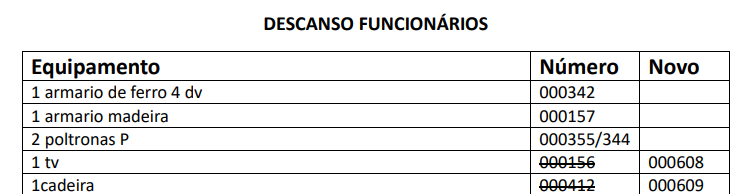 DESCANSO FUNCIONÁRIOS
Equipamento Número Novo
1 armario de ferro 4 dv 000342
1 armario madeira 000157
2 poltronas P 000355/344
1 tv 000156 000608
1cadeira 000412 000609